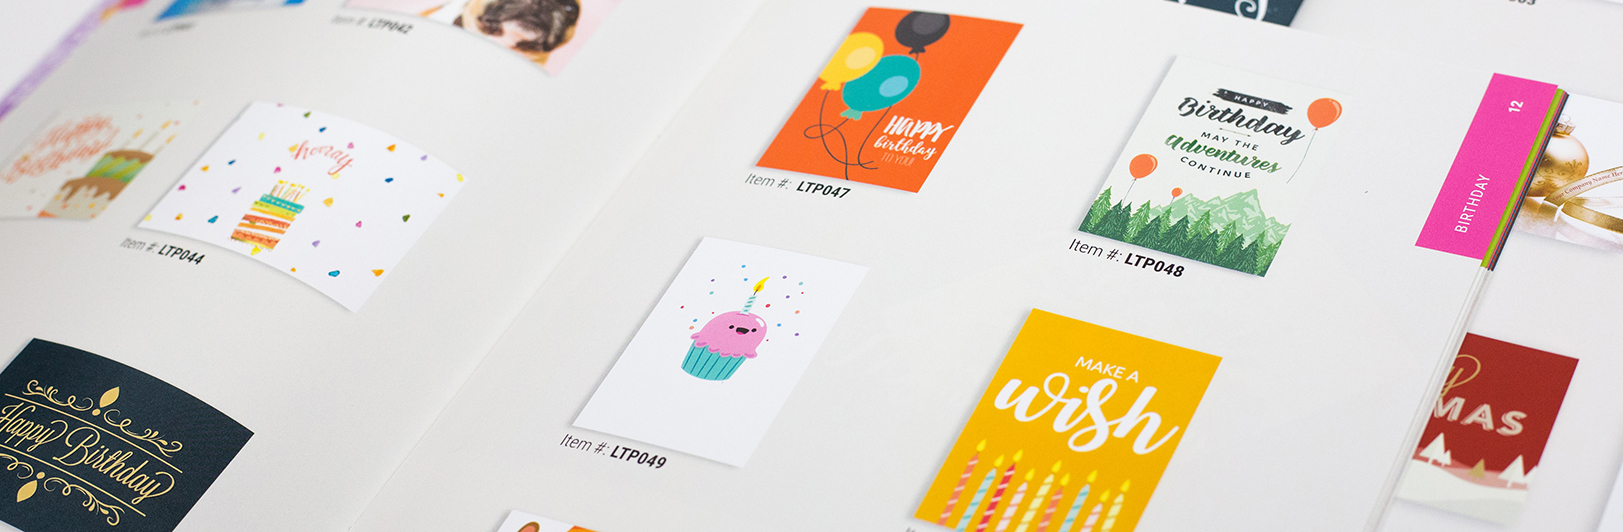 Item #: LTP042
Happy
Birthday
hooray
Item #: LTP044
Happy Birthday
HAPPY
birthday
TO YOU!
Item #: LTP047
HAPPY
Birthday
MAY THE
Adventures
CONTINUE
Item #: LTP048
Item #: LTP049
MAKE A
wish
12
BIRTHDAY
Company Name Here
MAS